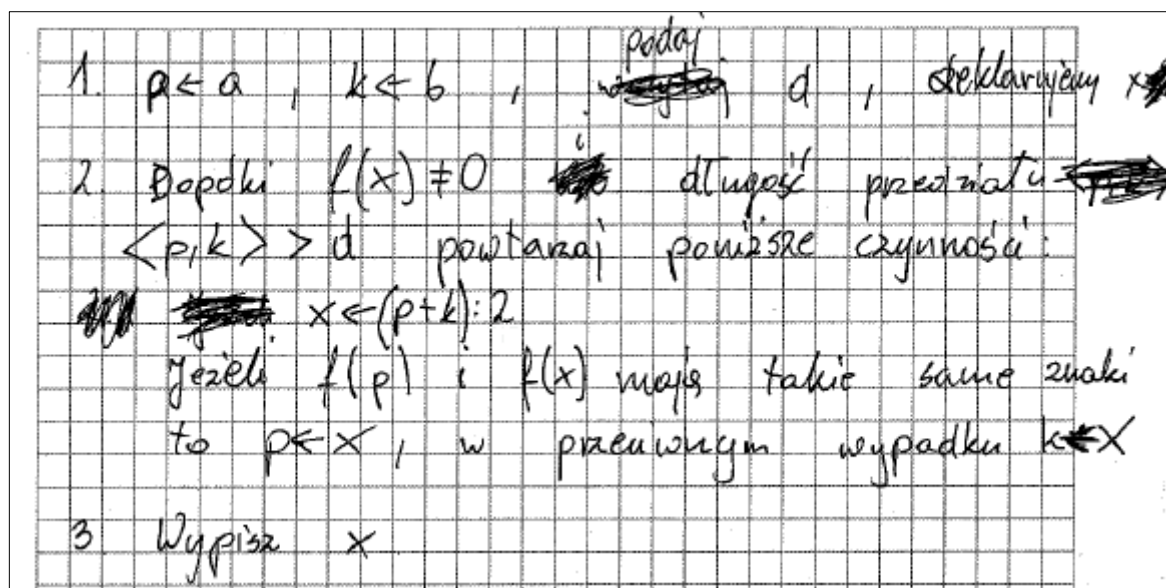 podaj
1. p ← a , k ← b , d , deklarujemy x
2. Dopóki f(x) ≠ 0 i długość przedziału
<p,k> > d powtarzaj poniższe czynności:
x ← (p+k):2
Jeżeli f(p) i f(x) mają takie same znaki
to p ← x , w przeciwnym wypadku k ← x
3 Wypisz x